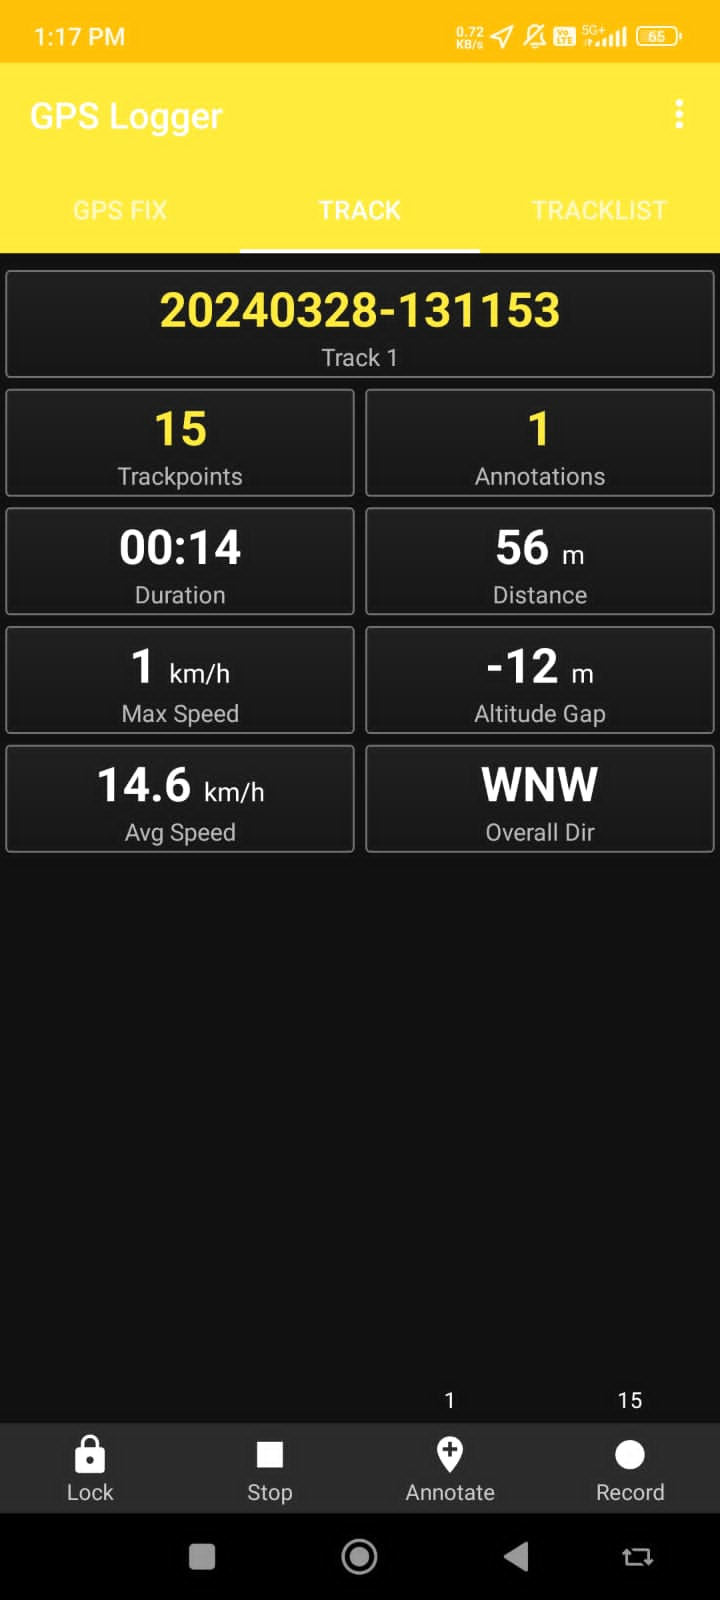 1:17 PM
0.72
KB/s
Vo
LTE
5G+
65
GPS Logger
GPS FIX
TRACK
TRACKLIST
20240328-131153
Track 1
15
Trackpoints
1
Annotations
00:14
Duration
56 m
Distance
1 km/h
Max Speed
-12 m
Altitude Gap
14.6 km/h
Avg Speed
WNW
Overall Dir
1
15
Lock
Stop
Annotate
Record